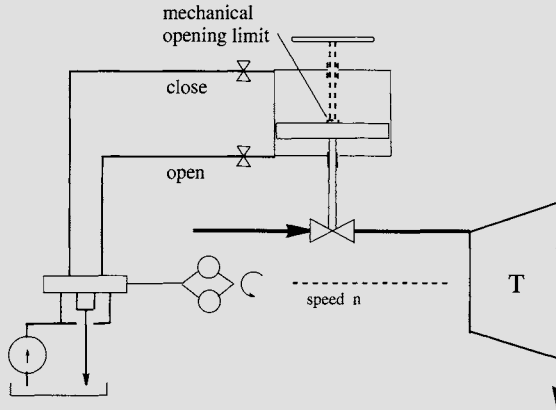 mechanical
opening limit
close
open
speed n
T